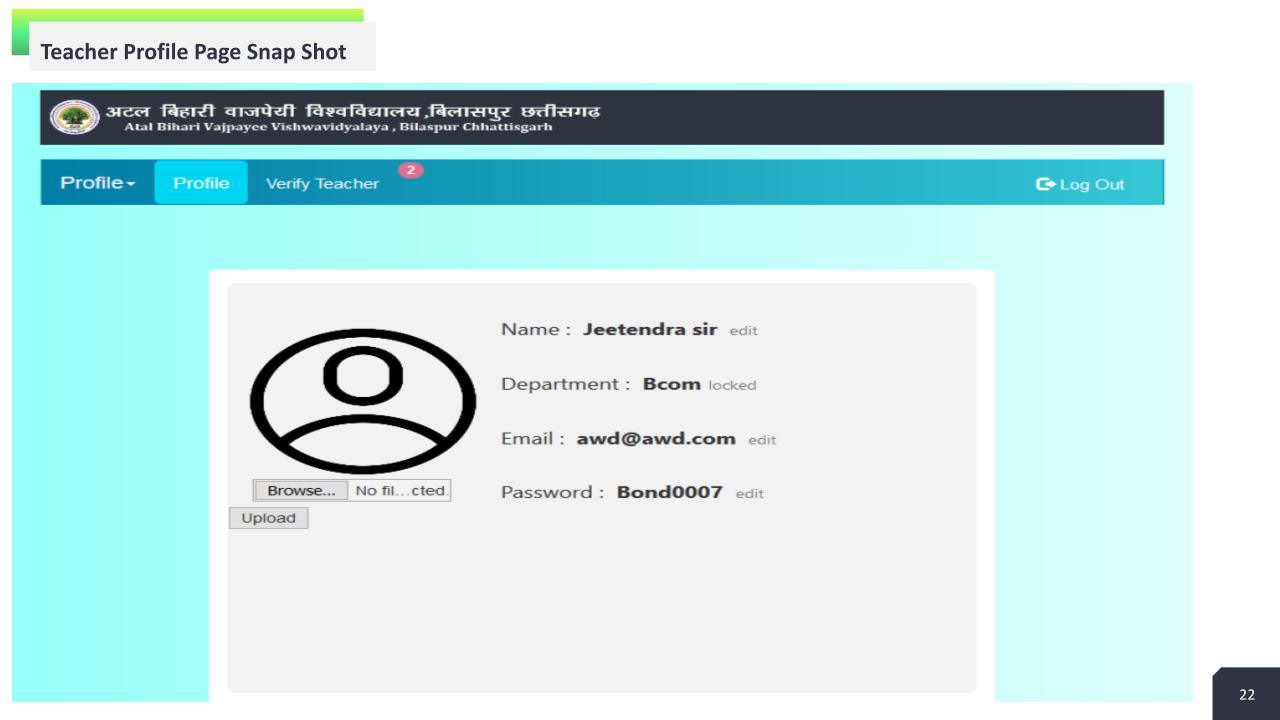 Teacher Profile Page Snap Shot
अटल बिहारी वाजपेयी विश्वविद्यालय ,बिलासपुर छत्तीसगढ़
Atal Bihari Vajpayee Vishwavidyalaya , Bilaspur Chhattisgarh
Profile Profile Verify Teacher 2 Log Out
Name : Jeetendra sir edit
Department : Bcom locked
Email : awd@awd.com edit
Browse... No fil...cted. Password : Bond0007 edit
Upload
22